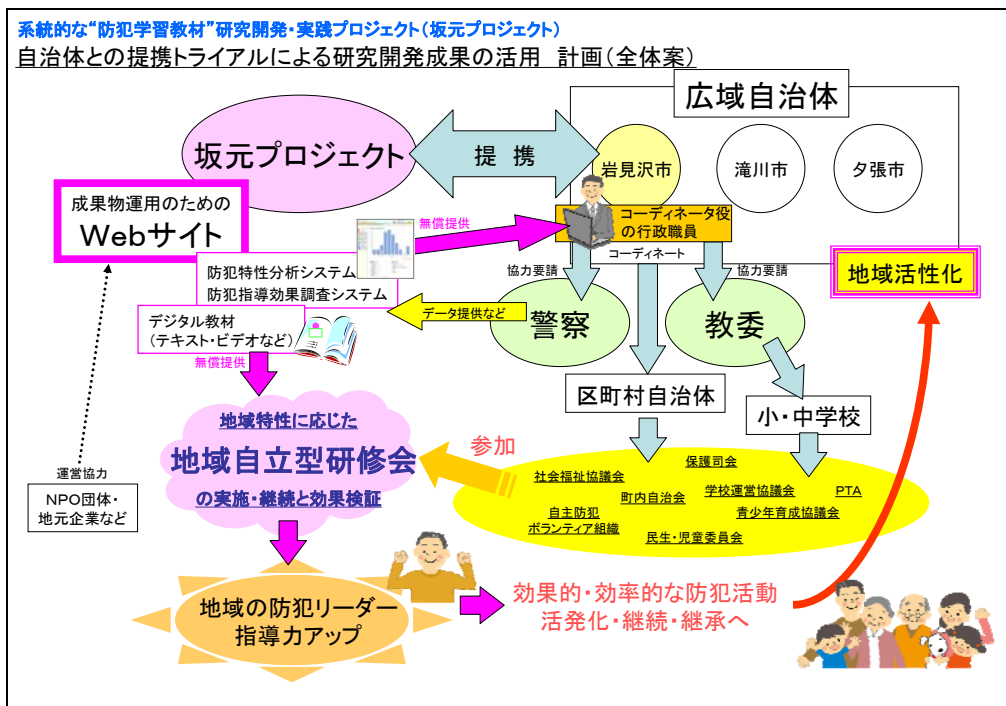 系統的な“防犯学習教材”研究開発・実践プロジェクト(坂元プロジェクト)
自治体との提携トライアルによる研究開発成果の活用 計画(全体案)
広域自治体
坂元プロジェクト
提 携
岩見沢市
滝川市
夕張市
成果物運用のための
Webサイト
無償提供
コーディネータ役
の行政職員
コーディネート
防犯特性分析システム
防犯指導効果調査システム
協力要請
協力要請
地域活性化
データ提供など
デジタル教材
(テキスト・ビデオなど)
警察
教委
無償提供
区町村自治体
小・中学校
地域特性に応じた
地域自立型研修会
の実施・継続と効果検証
参加
運営協力
NPO団体・
地元企業など
保護司会
社会福祉協議会
町内自治会
学校運営協議会
PTA
自主防犯
ボランティア組織
青少年育成協議会
民生・児童委員会
地域の防犯リーダー
指導力アップ
効果的・効率的な防犯活動
活発化・継続・継承へ